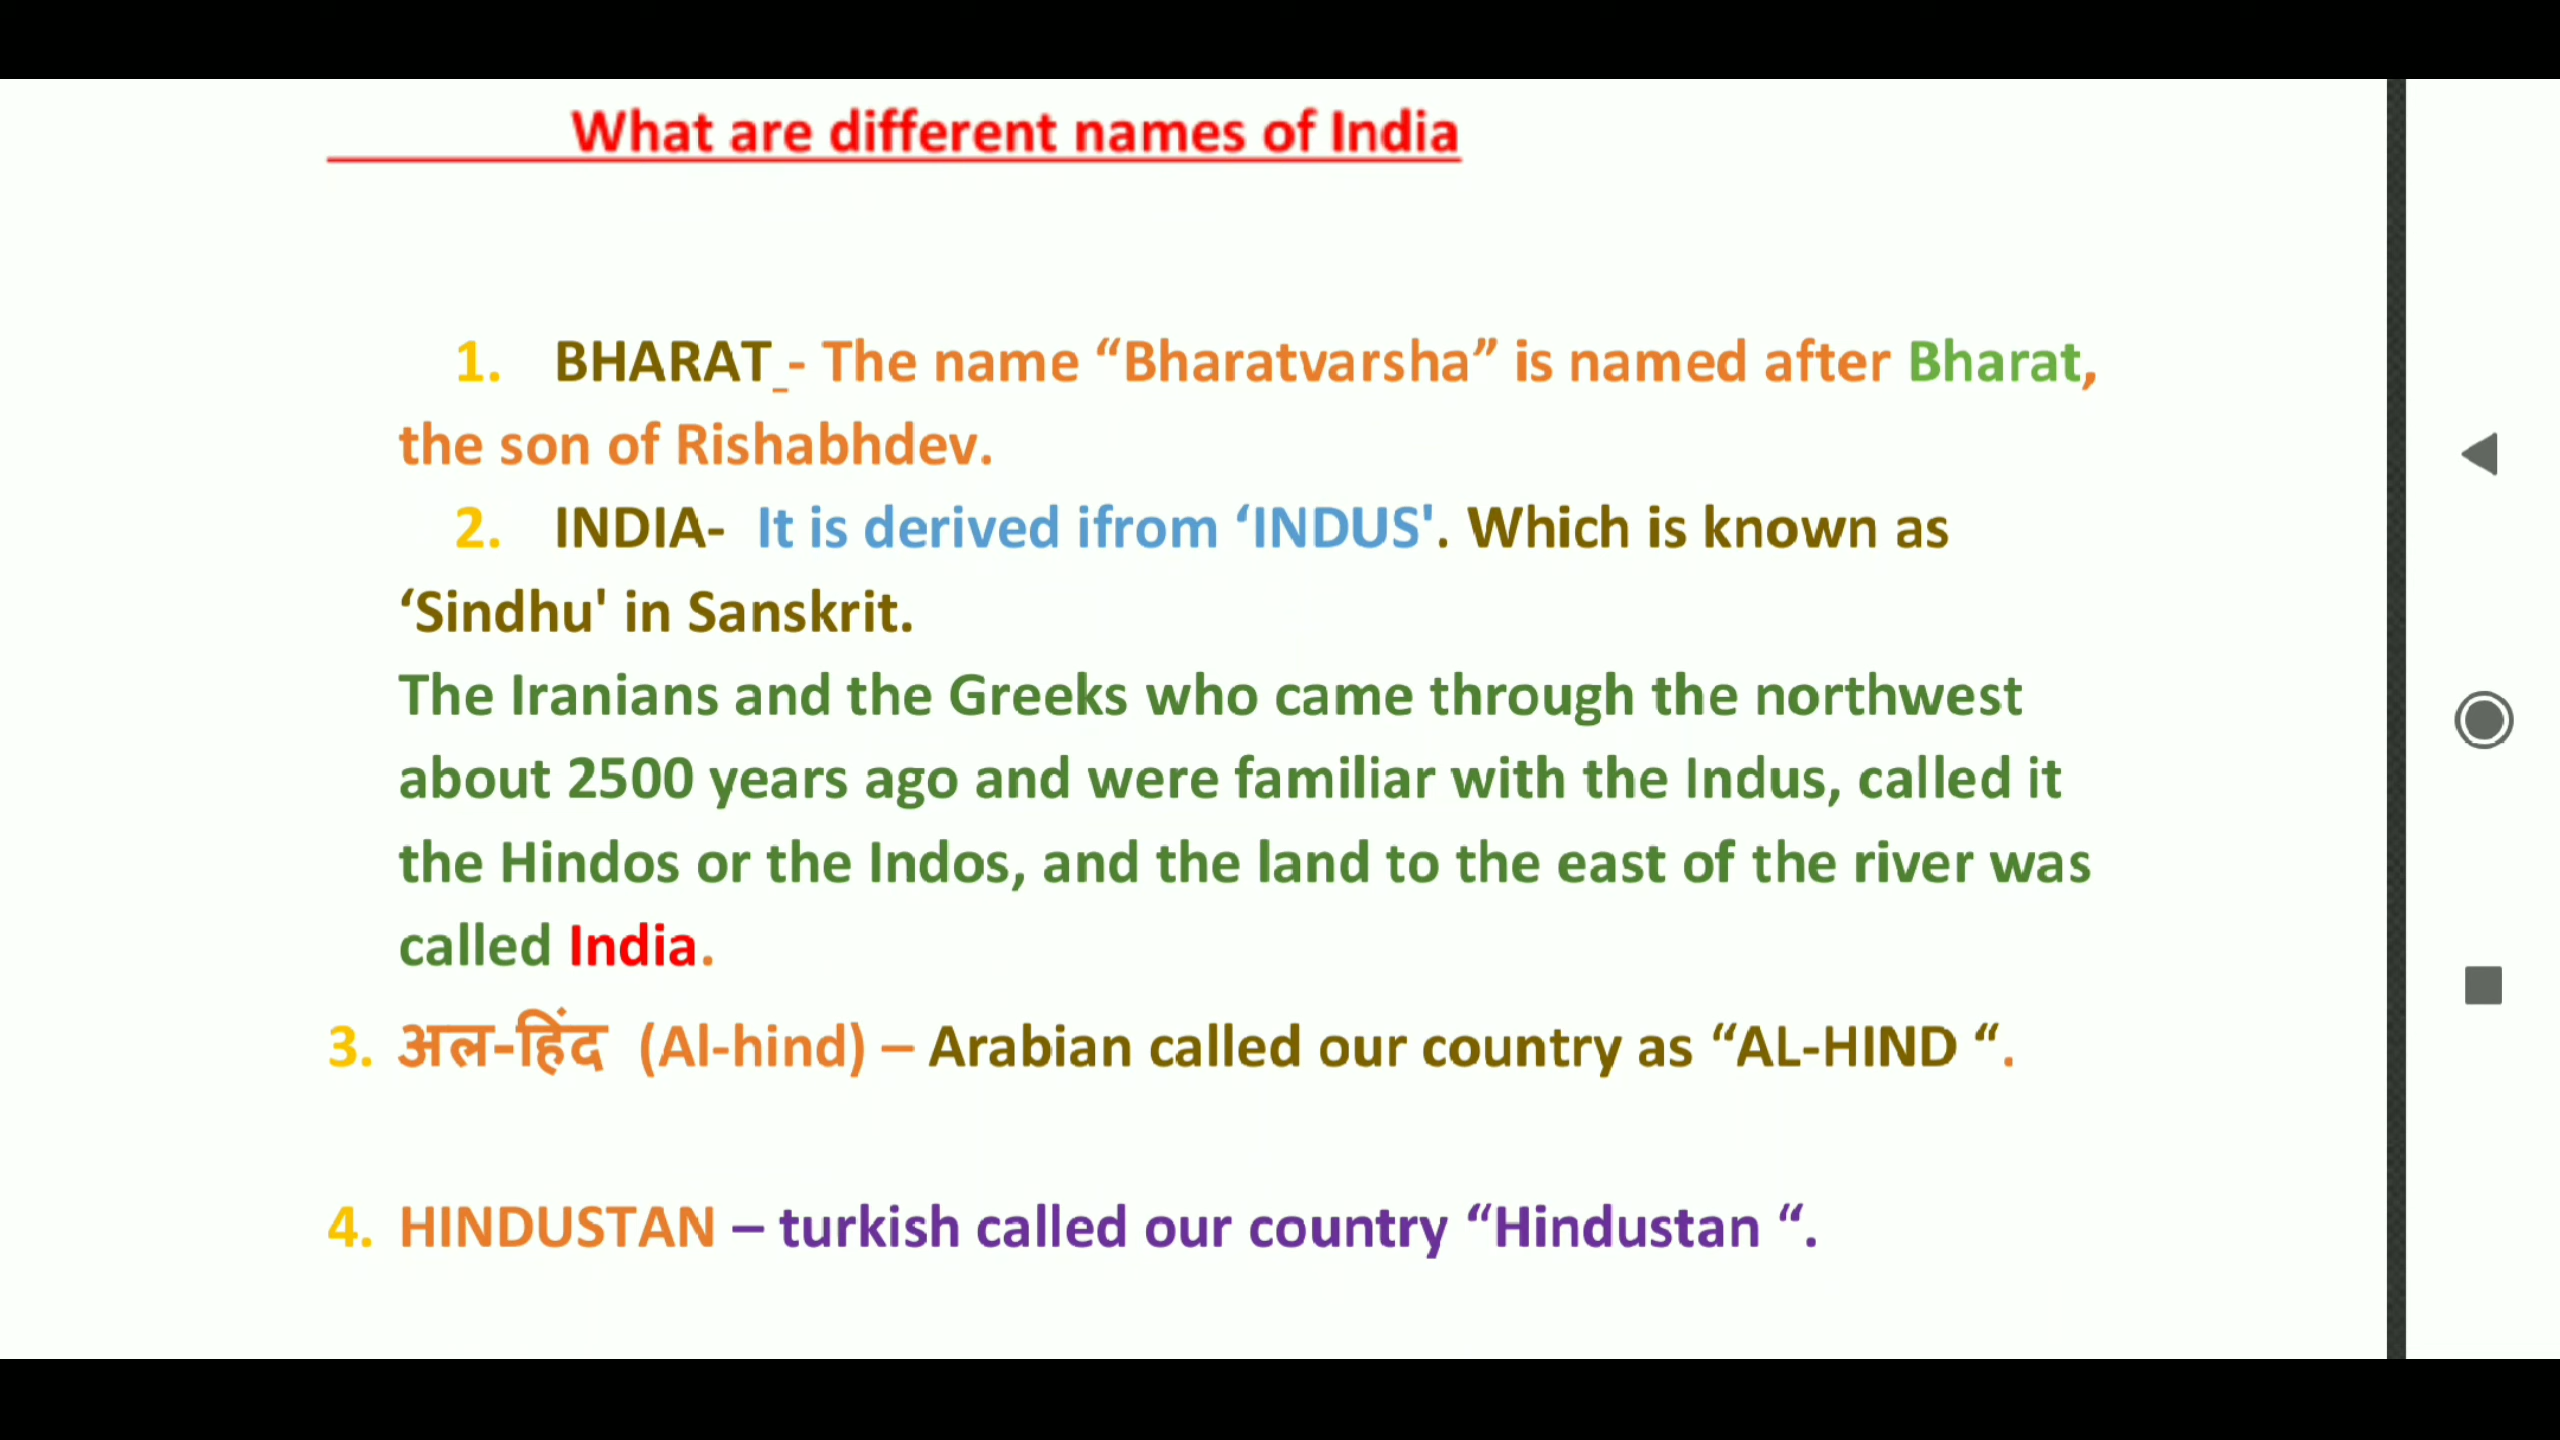 What are different names of India
1. BHARAT - The name “Bharatvarsha” is named after Bharat,
the son of Rishabhdev.
2. INDIA- It is derived ifrom ‘INDUS'. Which is known as
‘Sindhu' in Sanskrit.
The Iranians and the Greeks who came through the northwest
about 2500 years ago and were familiar with the Indus, called it
the Hindos or the Indos, and the land to the east of the river was
called India.
3. अल-हिंद (Al-hind) – Arabian called our country as “AL-HIND “.
4. HINDUSTAN – turkish called our country “Hindustan “.